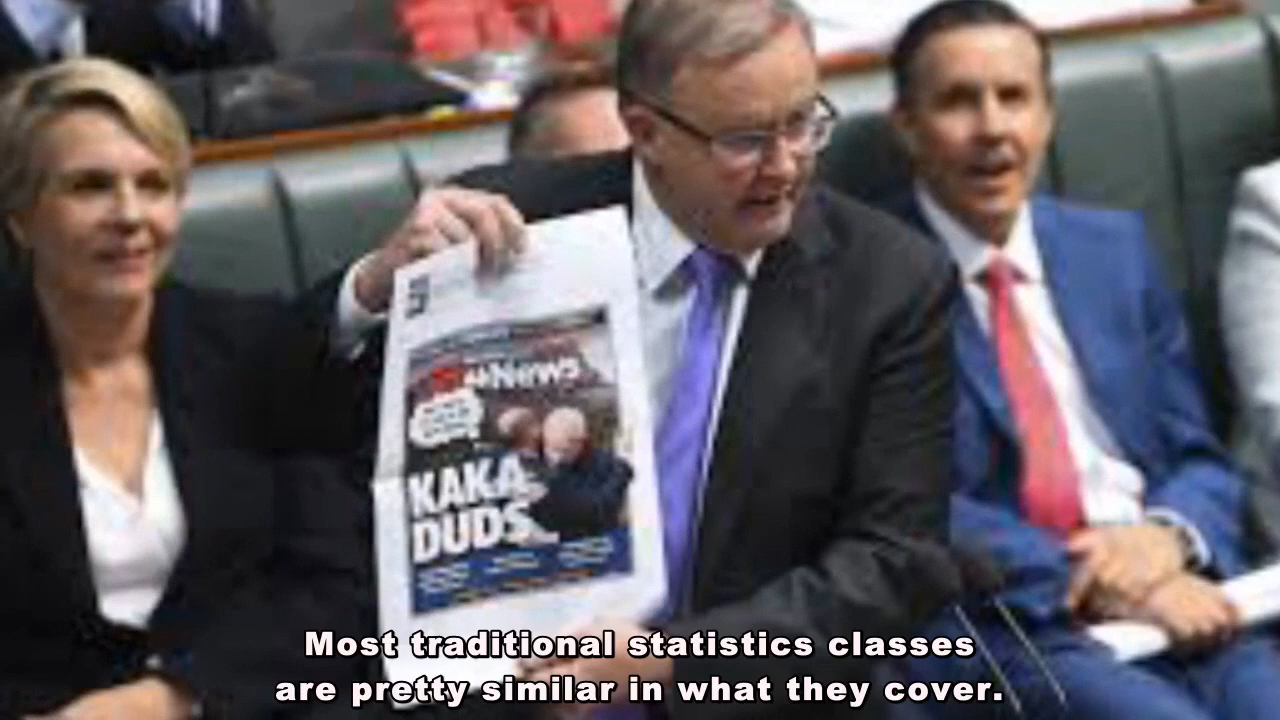 News
KAKA
DUDS
Most traditional statistics classes
are pretty similar in what they cover.